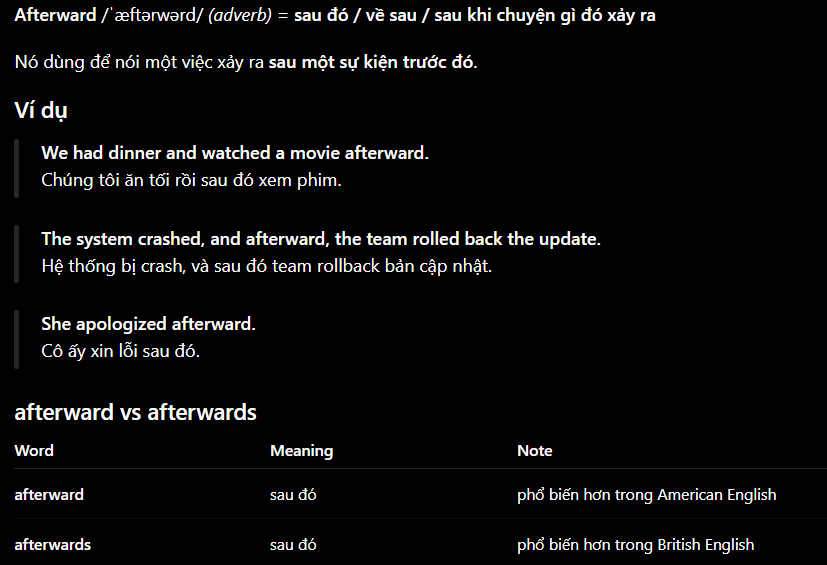 Afterward /ˈæftərwərd/ (adverb) = sau đó / về sau / sau khi chuyện gì đó xảy ra
Nó dùng để nói một việc xảy ra sau một sự kiện trước đó.
Ví dụ
We had dinner and watched a movie afterward.
Chúng tôi ăn tối rồi sau đó xem phim.
The system crashed, and afterward, the team rolled back the update.
Hệ thống bị crash, và sau đó team rollback bản cập nhật.
She apologized afterward.
Cô ấy xin lỗi sau đó.
afterward vs afterwards
Word Meaning Note
afterward sau đó phổ biến hơn trong American English
afterwards sau đó phổ biến hơn trong British English